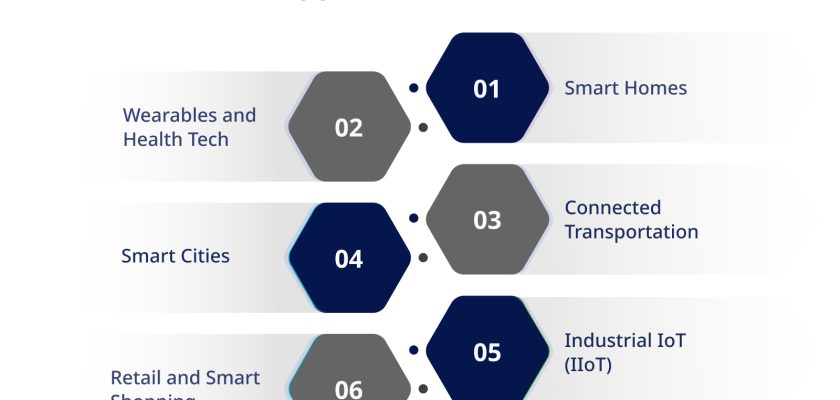 01
Smart Homes
02
Wearables and
Health Tech
03
Connected
Transportation
04
Smart Cities
05
Industrial IoT
(IIoT)
06
Retail and Smart
Shopping